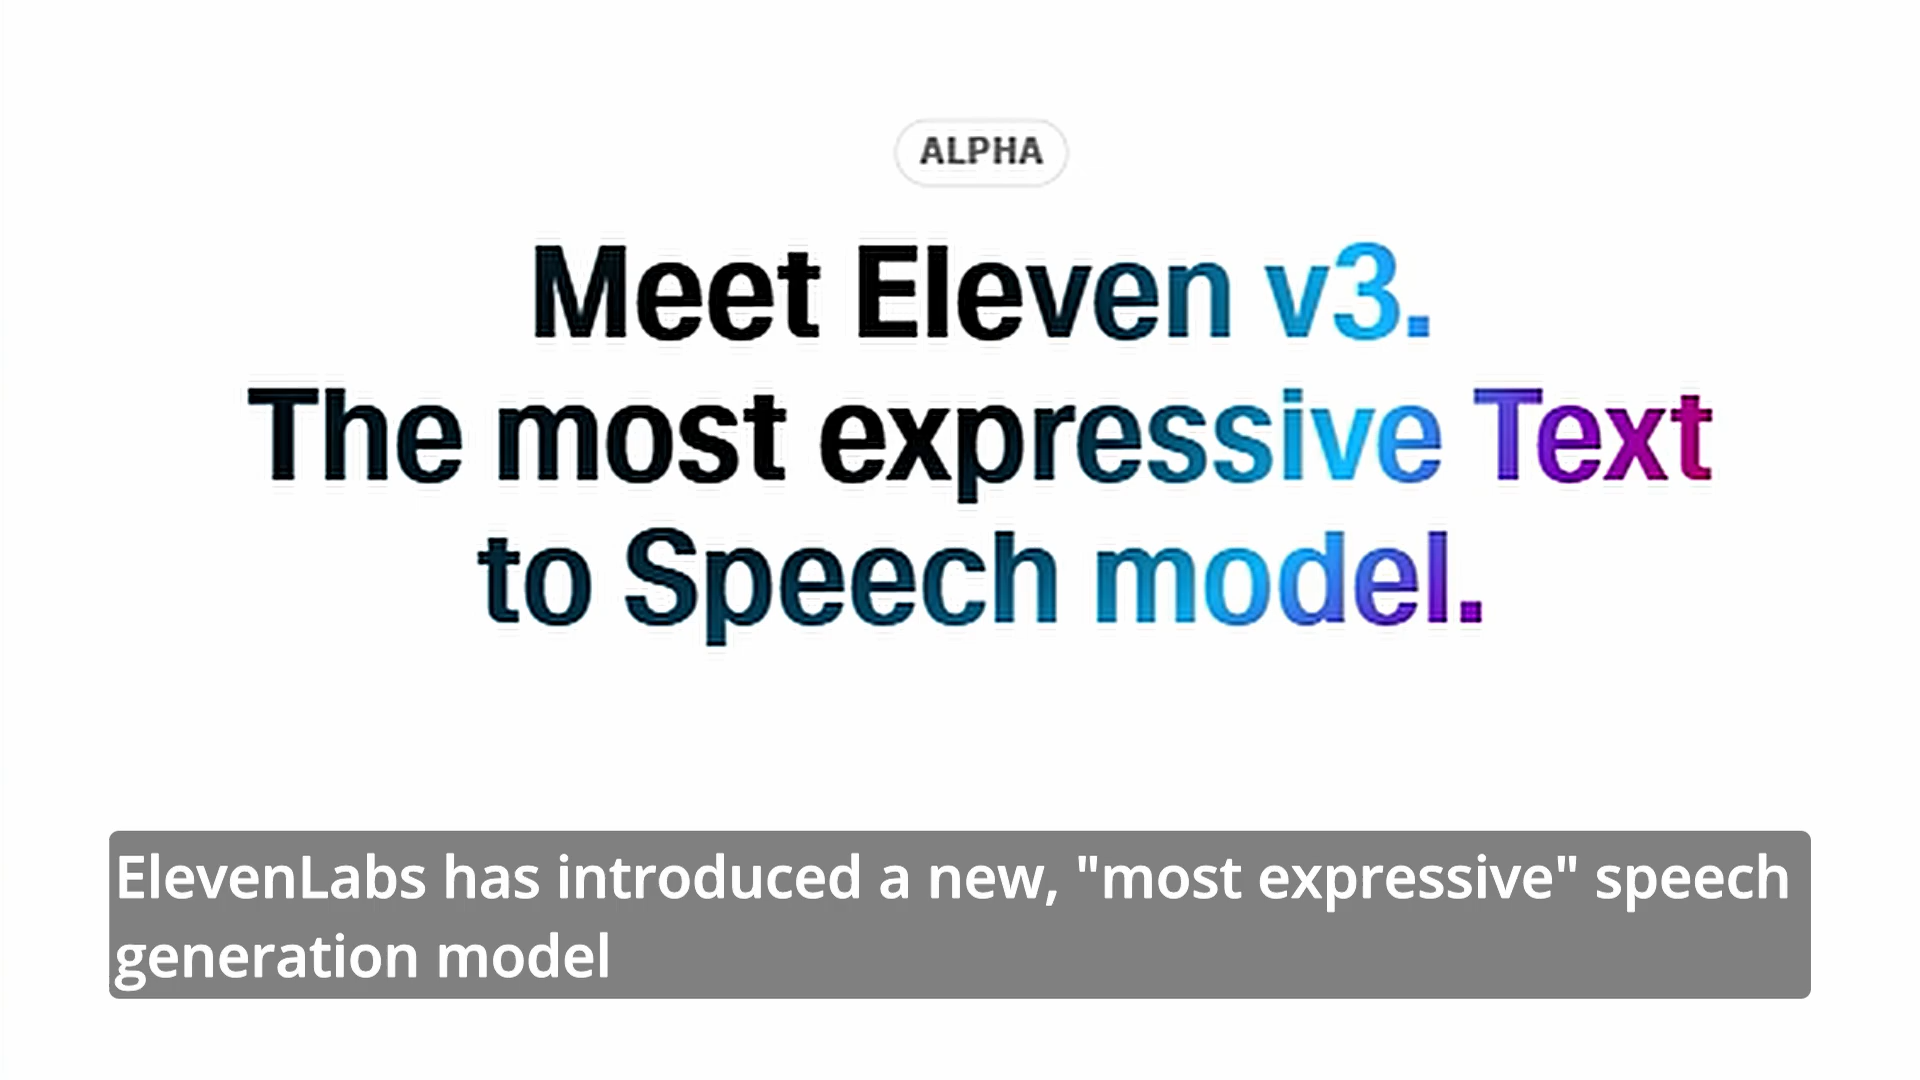 ALPHA
Meet Eleven v3.
The most expressive Text
to Speech model.
ElevenLabs has introduced a new, "most expressive" speech
generation model